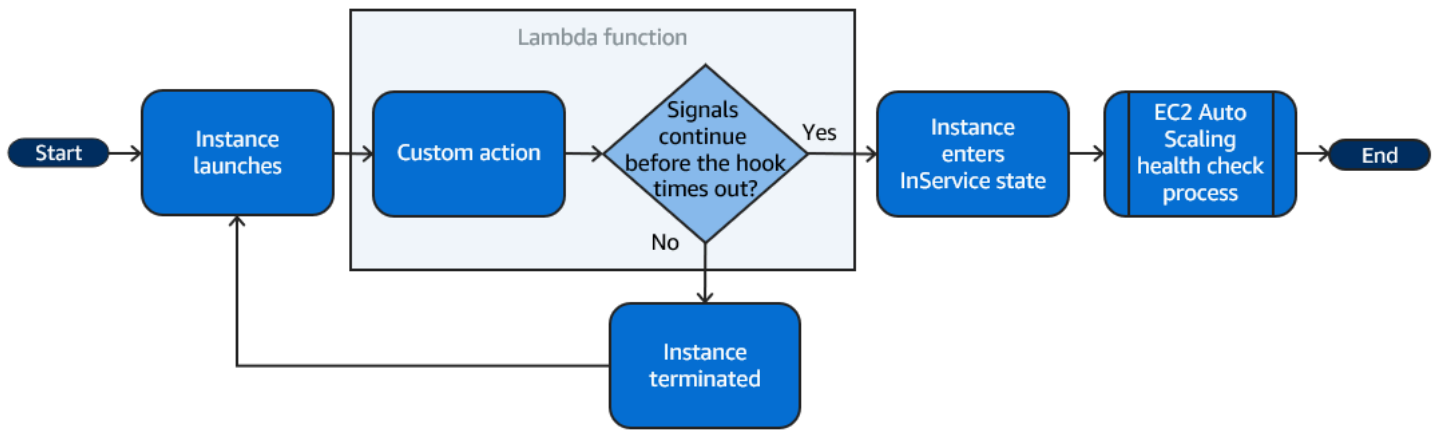 Lambda function
Start
Instance
launches
Custom action
Signals
continue
before the hook
times out?
Yes
No
Instance
enters
InService state
EC2 Auto
Scaling
health check
process
End
Instance
terminated